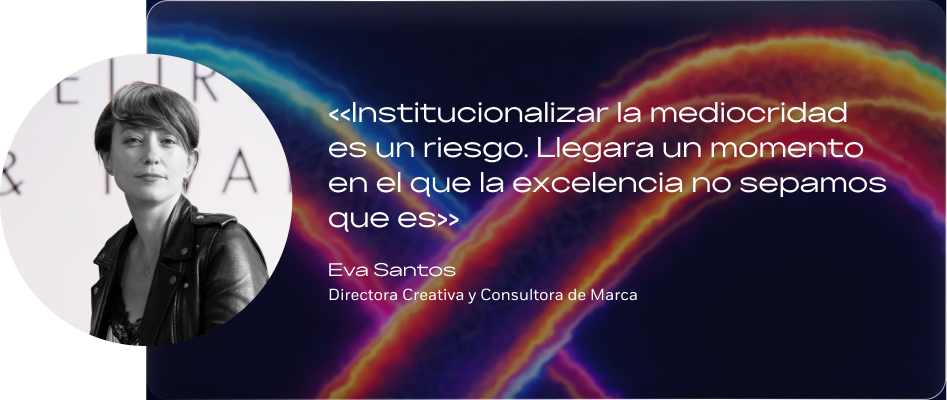 ELIR
& I A
<<Institucionalizar la mediocridad
es un riesgo. Llegara un momento
en el que la excelencia no sepamos
que es>>
Eva Santos
Directora Creativa y Consultora de Marca